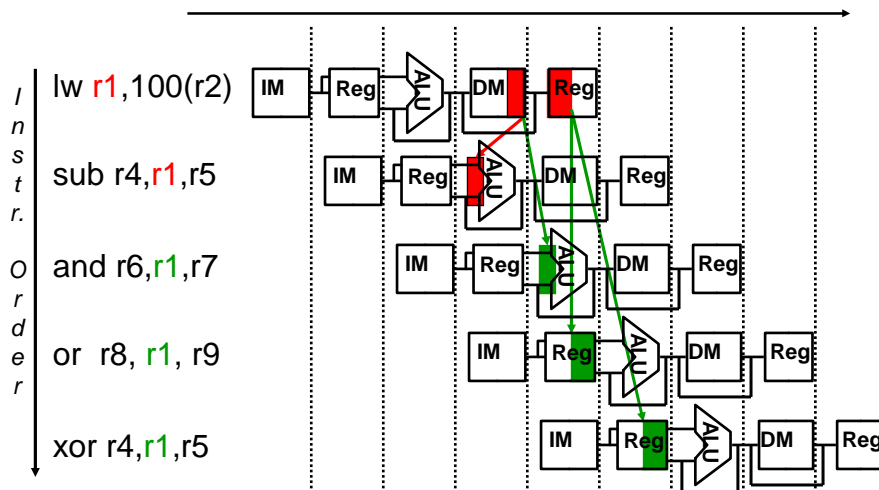 Instr. Order
lw r1,100(r2)
IM Reg ALU DM Reg
sub r4,r1,r5
IM Reg ALU DM Reg
and r6,r1,r7
IM Reg ALU DM Reg
or r8, r1, r9
IM Reg ALU DM Reg
xor r4,r1,r5
IM Reg ALU DM Reg